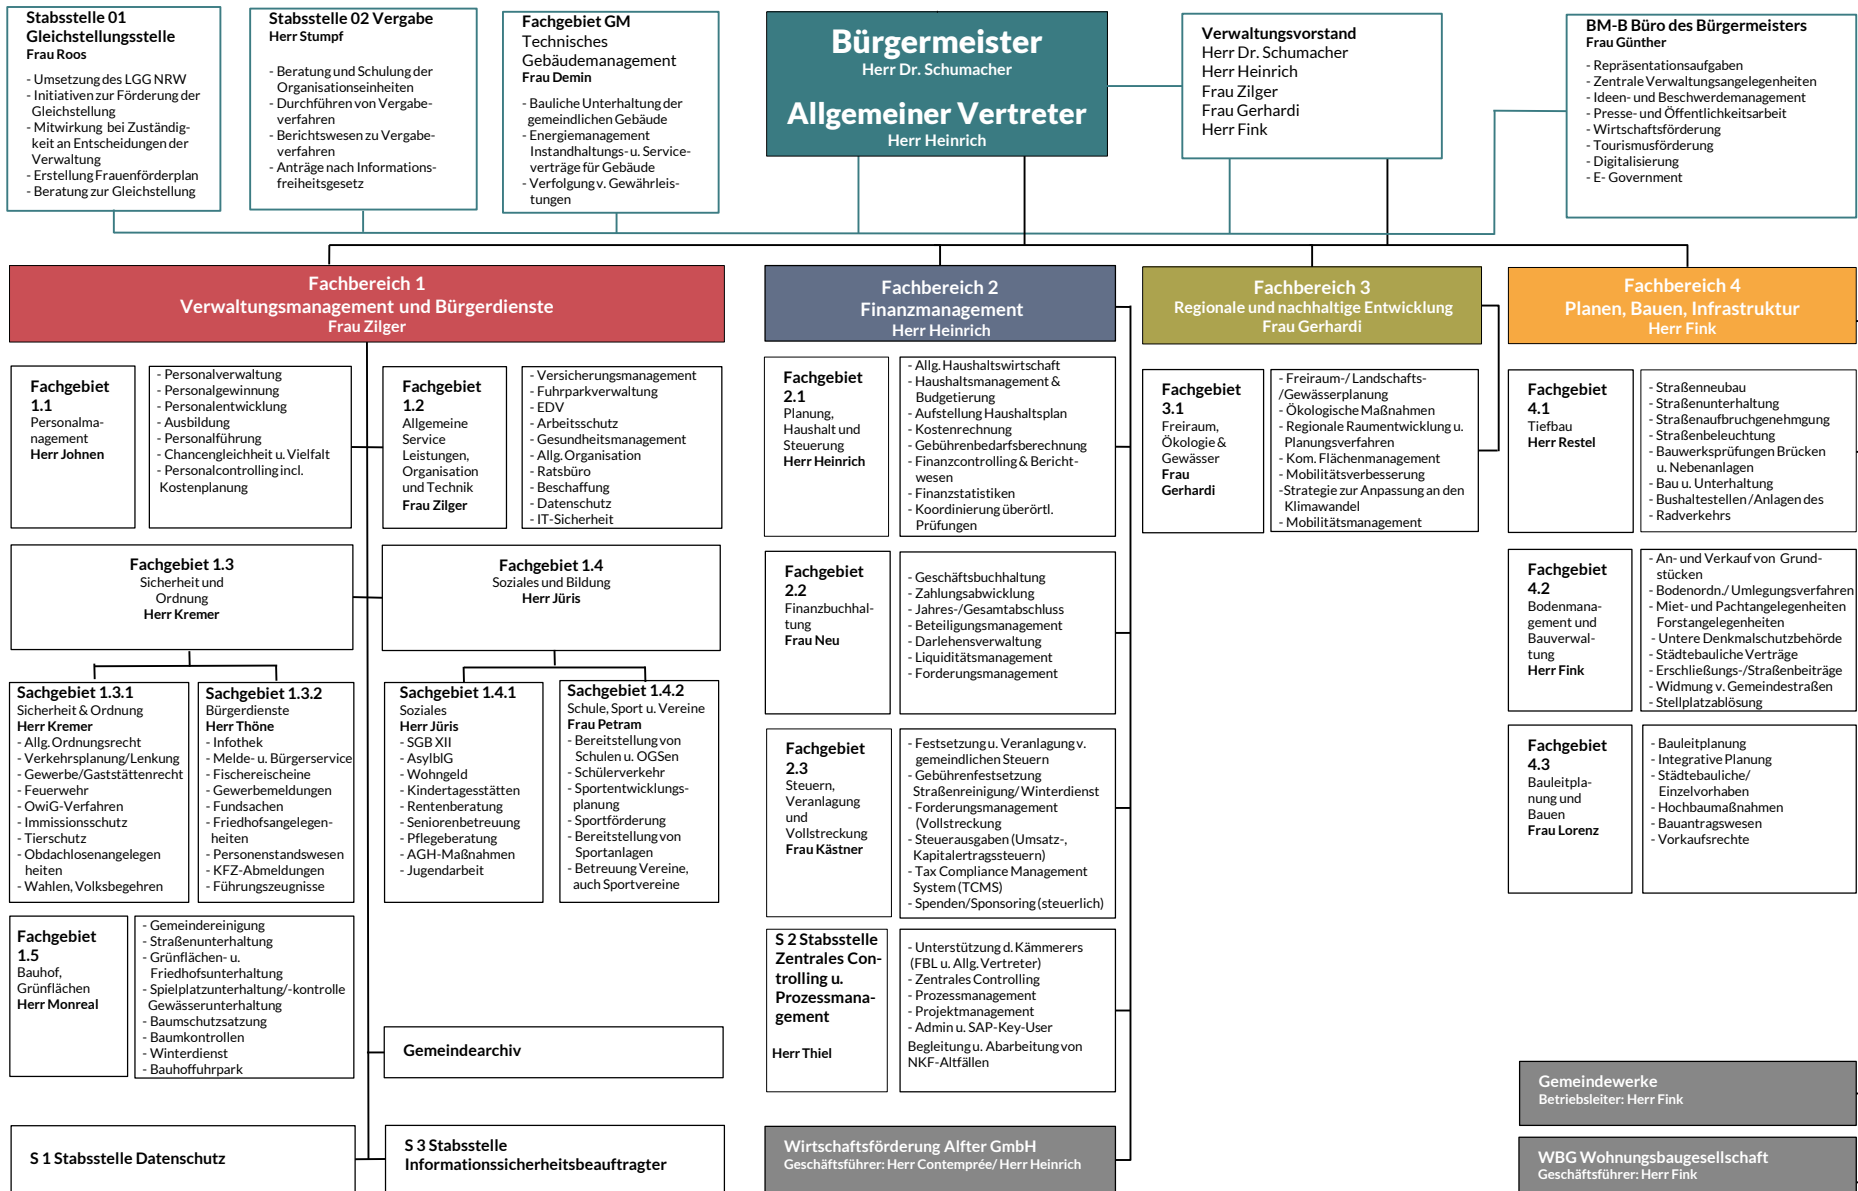 Stabsstelle 01
Gleichstellungsstelle
Frau Roos
- Umsetzung des LGG NRW
- Initiativen zur Förderung der
Gleichstellung
- Mitwirkung bei Zuständig-
keit an Entscheidungen der
Verwaltung
- Erstellung Frauenförderplan
- Beratung zur Gleichstellung
Stabsstelle 02 Vergabe
Herr Stumpf
- Beratung und Schulung der
Organisationseinheiten
- Durchführen von Vergabe-
verfahren
- Berichtswesen zu Vergabe-
verfahren
- Anträge nach Informations-
freiheitsgesetz
Fachgebiet GM
Technisches
Gebäudemanagement
Frau Demin
- Bauliche Unterhaltung der
gemeindlichen Gebäude
- Energiemanagement
Instandhaltungs- u. Service-
verträge für Gebäude
- Verfolgung v. Gewährleis-
tungen
Bürgermeister
Herr Dr. Schumacher
Allgemeiner Vertreter
Herr Heinrich
Verwaltungsvorstand
Herr Dr. Schumacher
Herr Heinrich
Frau Zilger
Frau Gerhardi
Herr Fink
BM-B Büro des Bürgermeisters
Frau Günther
- Repräsentationsaufgaben
- Zentrale Verwaltungsangelegenheiten
- Ideen- und Beschwerdemanagement
- Presse- und Öffentlichkeitsarbeit
- Wirtschaftsförderung
- Tourismusförderung
- Digitalisierung
- E- Government
Fachbereich 1
Verwaltungsmanagement und Bürgerdienste
Frau Zilger
Fachgebiet
1.1
Personalma-
nagement
Herr Johnen
- Personalverwaltung
- Personalgewinnung
- Personalentwicklung
- Ausbildung
- Personalführung
- Chancengleichheit u. Vielfalt
- Personalcontrolling incl.
Kostenplanung
Fachgebiet
1.2
Allgemeine
Service
Leistungen,
Organisation
und Technik
Frau Zilger
- Versicherungsmanagement
- Fuhrparkverwaltung
- EDV
- Arbeitsschutz
- Gesundheitsmanagement
- Allg. Organisation
- Ratsbüro
- Beschaffung
- Datenschutz
- IT-Sicherheit
Fachgebiet 1.3
Sicherheit und
Ordnung
Herr Kremer
Fachgebiet 1.4
Soziales und Bildung
Herr Jüris
Sachgebiet 1.3.1
Sicherheit & Ordnung
Herr Kremer
- Allg. Ordnungsrecht
- Verkehrsplanung/Lenkung
- Gewerbe/Gaststättenrecht
- Feuerwehr
- OwiG-Verfahren
- Immissionsschutz
- Tierschutz
- Obdachlosenangelegen
heiten
- Wahlen, Volksbegehren
Sachgebiet 1.3.2
Bürgerdienste
Herr Thöne
- Infothek
- Melde- u. Bürgerservice
- Fischereischeine
- Gewerbemeldungen
- Fundsachen
- Friedhofsangelegen-
heiten
- Personenstandswesen
- KFZ-Abmeldungen
- Führungszeugnisse
Sachgebiet 1.4.1
Soziales
Herr Jüris
- SGB XII
- AsylbIG
- Wohngeld
- Kindertagesstätten
- Rentenberatung
- Seniorenbetreuung
- Pflegeberatung
- AGH-Maßnahmen
- Jugendarbeit
Sachgebiet 1.4.2
Schule, Sport u. Vereine
Frau Petram
- Bereitstellung von
Schulen u. OGSen
- Schülerverkehr
- Sportentwicklungs-
planung
- Sportförderung
- Bereitstellung von
Sportanlagen
- Betreuung Vereine,
auch Sportvereine
Fachgebiet
1.5
Bauhof,
Grünflächen
Herr Monreal
- Gemeindereinigung
- Straßenunterhaltung
- Grünflächen- u.
Friedhofsunterhaltung
- Spielplatzunterhaltung/-kontrolle
Gewässerunterhaltung
- Baumschutzsatzung
- Baumkontrollen
- Winterdienst
- Bauhoffuhrpark
Gemeindearchiv
S 1 Stabsstelle Datenschutz
S 3 Stabsstelle
Informationssicherheitsbeauftragter
Fachbereich 2
Finanzmanagement
Herr Heinrich
Fachgebiet
2.1
Planung,
Haushalt und
Steuerung
Herr Heinrich
- Allg. Haushaltswirtschaft
- Haushaltsmanagement &
Budgetierung
- Aufstellung Haushaltsplan
- Kostenrechnung
- Gebührenbedarfsberechnung
- Finanzcontrolling & Bericht-
wesen
- Finanzstatistiken
- Koordinierung überörtl.
Prüfungen
Fachgebiet
2.2
Finanzbuchhal-
tung
Frau Neu
- Geschäftsbuchhaltung
- Zahlungsabwicklung
- Jahres-/Gesamtabschluss
- Beteiligungsmanagement
- Darlehensverwaltung
- Liquiditätsmanagement
- Forderungsmanagement
Fachgebiet
2.3
Steuern,
Veranlagung
und
Vollstreckung
Frau Kästner
- Festsetzung u. Veranlagung v.
gemeindlichen Steuern
- Gebührenfestsetzung
Straßenreinigung/ Winterdienst
- Forderungsmanagement
(Vollstreckung
- Steuerausgaben (Umsatz-,
Kapitalertragssteuern)
- Tax Compliance Management
System (TCMS)
- Spenden/Sponsoring (steuerlich)
S 2 Stabsstelle
Zentrales Con-
trolling u.
Prozessmana-
gement
Herr Thiel
- Unterstützung d. Kämmerers
(FBL u. Allg. Vertreter)
- Zentrales Controlling
- Prozessmanagement
- Projektmanagement
- Admin u. SAP-Key-User
Begleitung u. Abarbeitung von
NKF-Altfällen
Wirtschaftsförderung Alfter GmbH
Geschäftsführer: Herr Contemprée/ Herr Heinrich
Fachbereich 3
Regionale und nachhaltige Entwicklung
Frau Gerhardi
Fachgebiet
3.1
Freiraum,
Ökologie &
Gewässer
Frau
Gerhardi
- Freiraum-/ Landschafts-
/Gewässerplanung
- Ökologische Maßnahmen
- Regionale Raumentwicklung u.
Planungsverfahren
- Kom. Flächenmanagement
- Mobilitätsverbesserung
-Strategie zur Anpassung an den
Klimawandel
- Mobilitätsmanagement
Fachbereich 4
Planen, Bauen, Infrastruktur
Herr Fink
Fachgebiet
4.1
Tiefbau
Herr Restel
- Straßenneubau
- Straßenunterhaltung
- Straßenaufbruchgenehmgung
- Straßenbeleuchtung
- Bauwerksprüfungen Brücken
u. Nebenanlagen
- Bau u. Unterhaltung
- Bushaltestellen /Anlagen des
- Radverkehrs
Fachgebiet
4.2
Bodenmana-
gement und
Bauverwal-
tung
Herr Fink
- An- und Verkauf von Grund-
stücken
- Bodenordn./ Umlegungsverfahren
- Miet- und Pachtangelegenheiten
Forstangelegenheiten
- Untere Denkmalschutzbehörde
- Städtebauliche Verträge
- Erschließungs-/Straßenbeiträge
- Widmung v. Gemeindestraßen
- Stellplatzablösung
Fachgebiet
4.3
Bauleitpla-
nung und
Bauen
Frau Lorenz
- Bauleitplanung
- Integrative Planung
- Städtebauliche/
Einzelvorhaben
- Hochbaumaßnahmen
- Bauantragswesen
- Vorkaufsrechte
Gemeindewerke
Betriebsleiter: Herr Fink
WBG Wohnungsbaugesellschaft
Geschäftsführer: Herr Fink